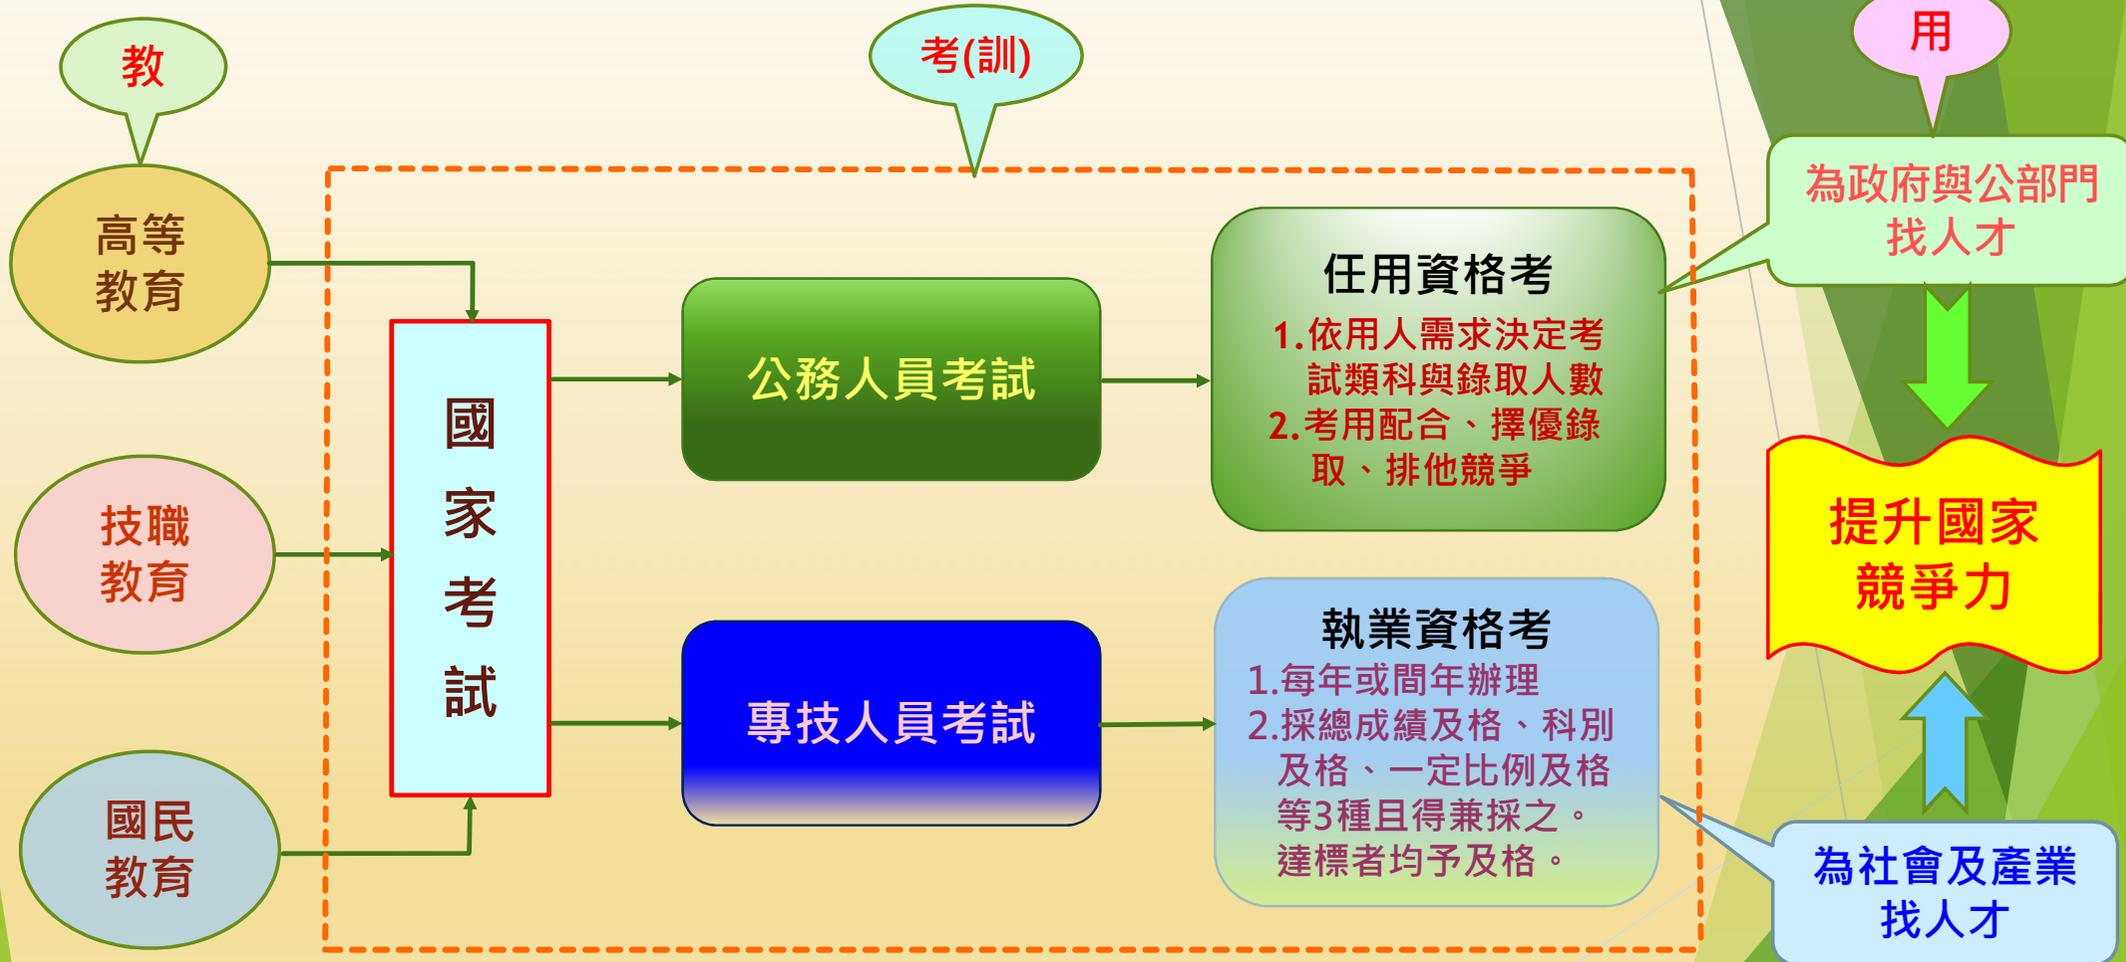 教
考(訓)
用
高等
教育
技職
教育
國民
教育
國
家
考
試
公務人員考試
專技人員考試
任用資格考
1.依用人需求決定考
試類科與錄取人數
2.考用配合、擇優錄
取、排他競爭
執業資格考
1.每年或間年辦理
2.採總成績及格、科別
及格、一定比例及格
等3種且得兼採之。
達標者均予及格。
為政府與公部門
找人才
提升國家
競爭力
為社會及產業
找人才